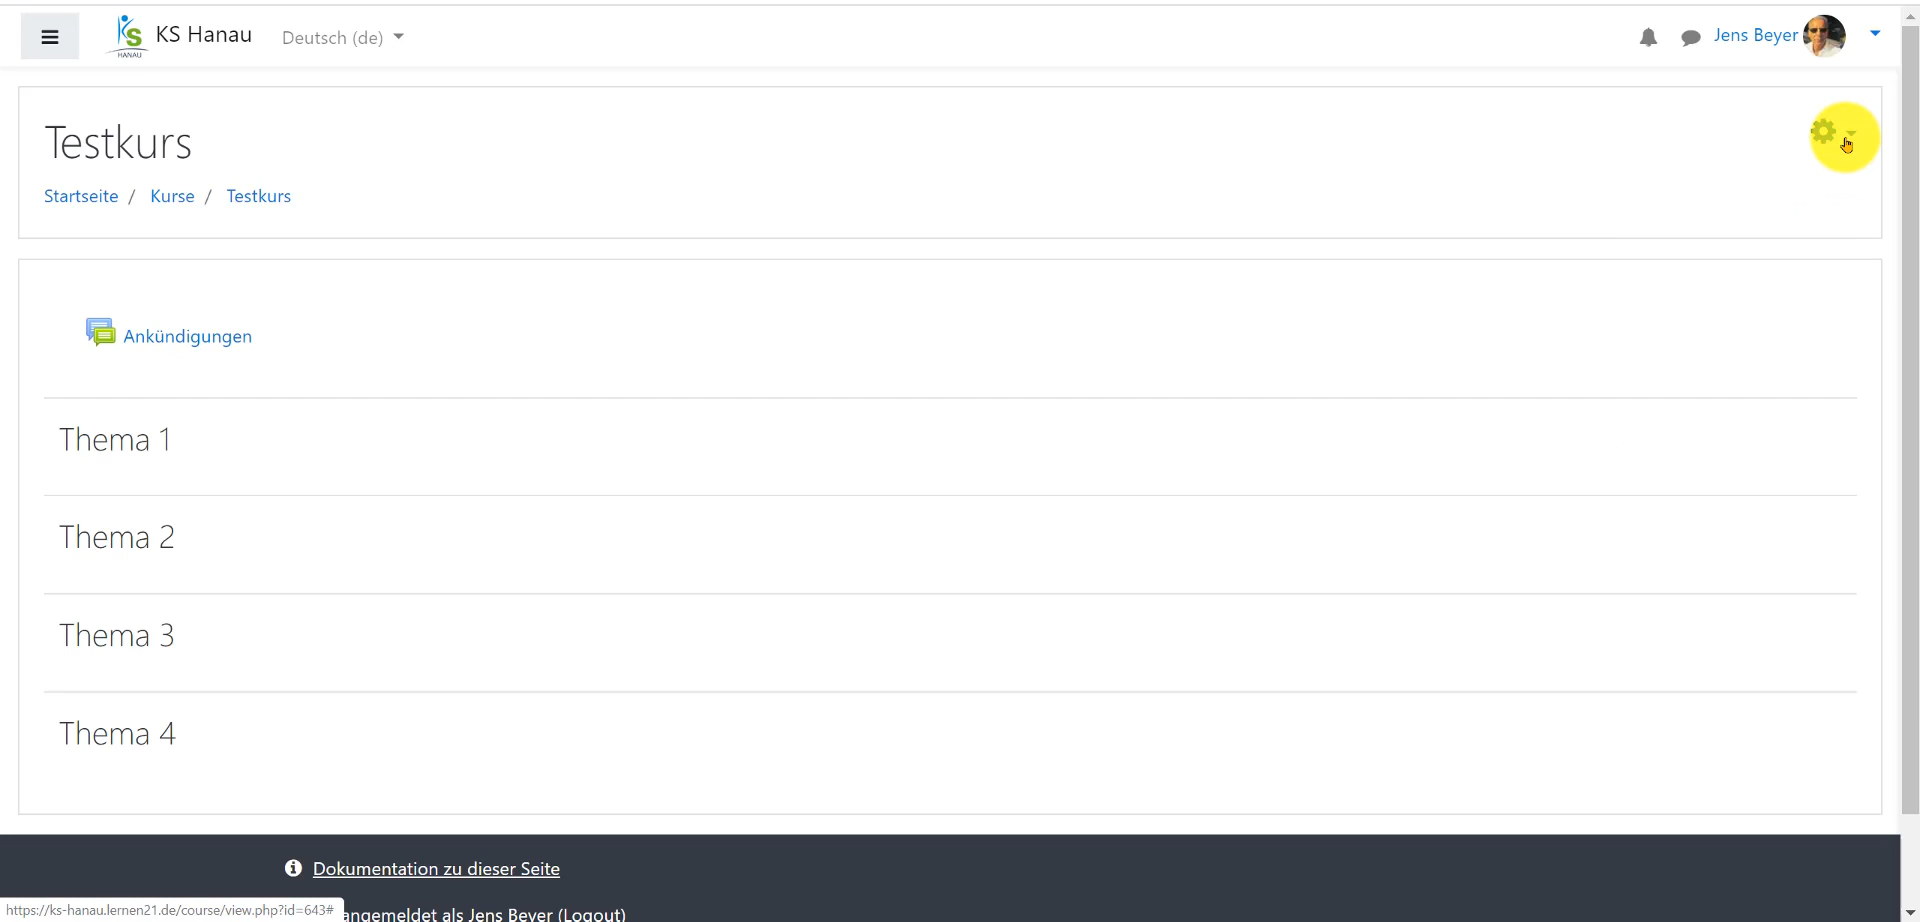 KS Hanau Deutsch (de) Jens Beyer
HANAU
Testkurs
Startseite / Kurse / Testkurs
Ankündigungen
Thema 1
Thema 2
Thema 3
Thema 4
Dokumentation zu dieser Seite
https://ks-hanau.lernen21.de/course/view.php?id=643# angemeldet als Jens Beyer (Logout)